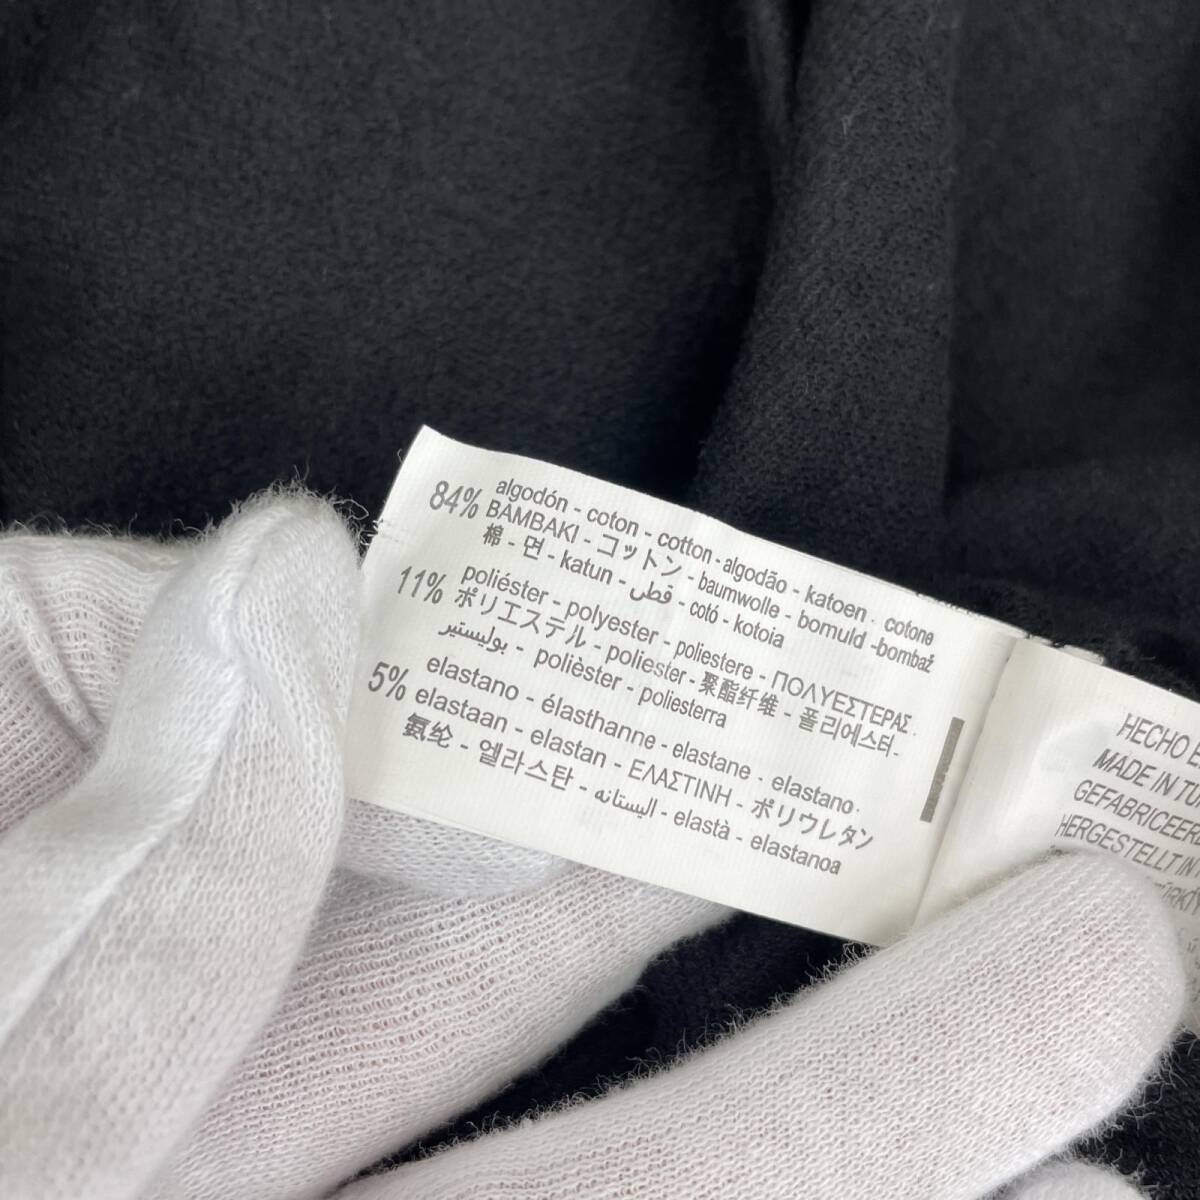 84% algodón - coton - cotton - algodão - katoen - cotone
BAMBAKI - コットン - baumwolle - bomuld - bombaž
棉 - 면 - katun - قطن - cotó - kotoia
11% poliéster - polyester - poliestere - ΠΟΛΥΕΣΤΕΡΑΣ
ポリエステル - poliester - 聚酯纤维 - 폴리에스터 -
بوليستير - polièster - poliesterra
5% elastano - élasthanne - elastane - elastano
elastaan - elastan - ΕΛΑΣΤΙΝΗ - ポリウレタン
氨纶 - 엘라스탄 - اليستانه - elastà - elastanoa
HECHO
MADE IN
GEFABRICEER
HERGESTELLT IN